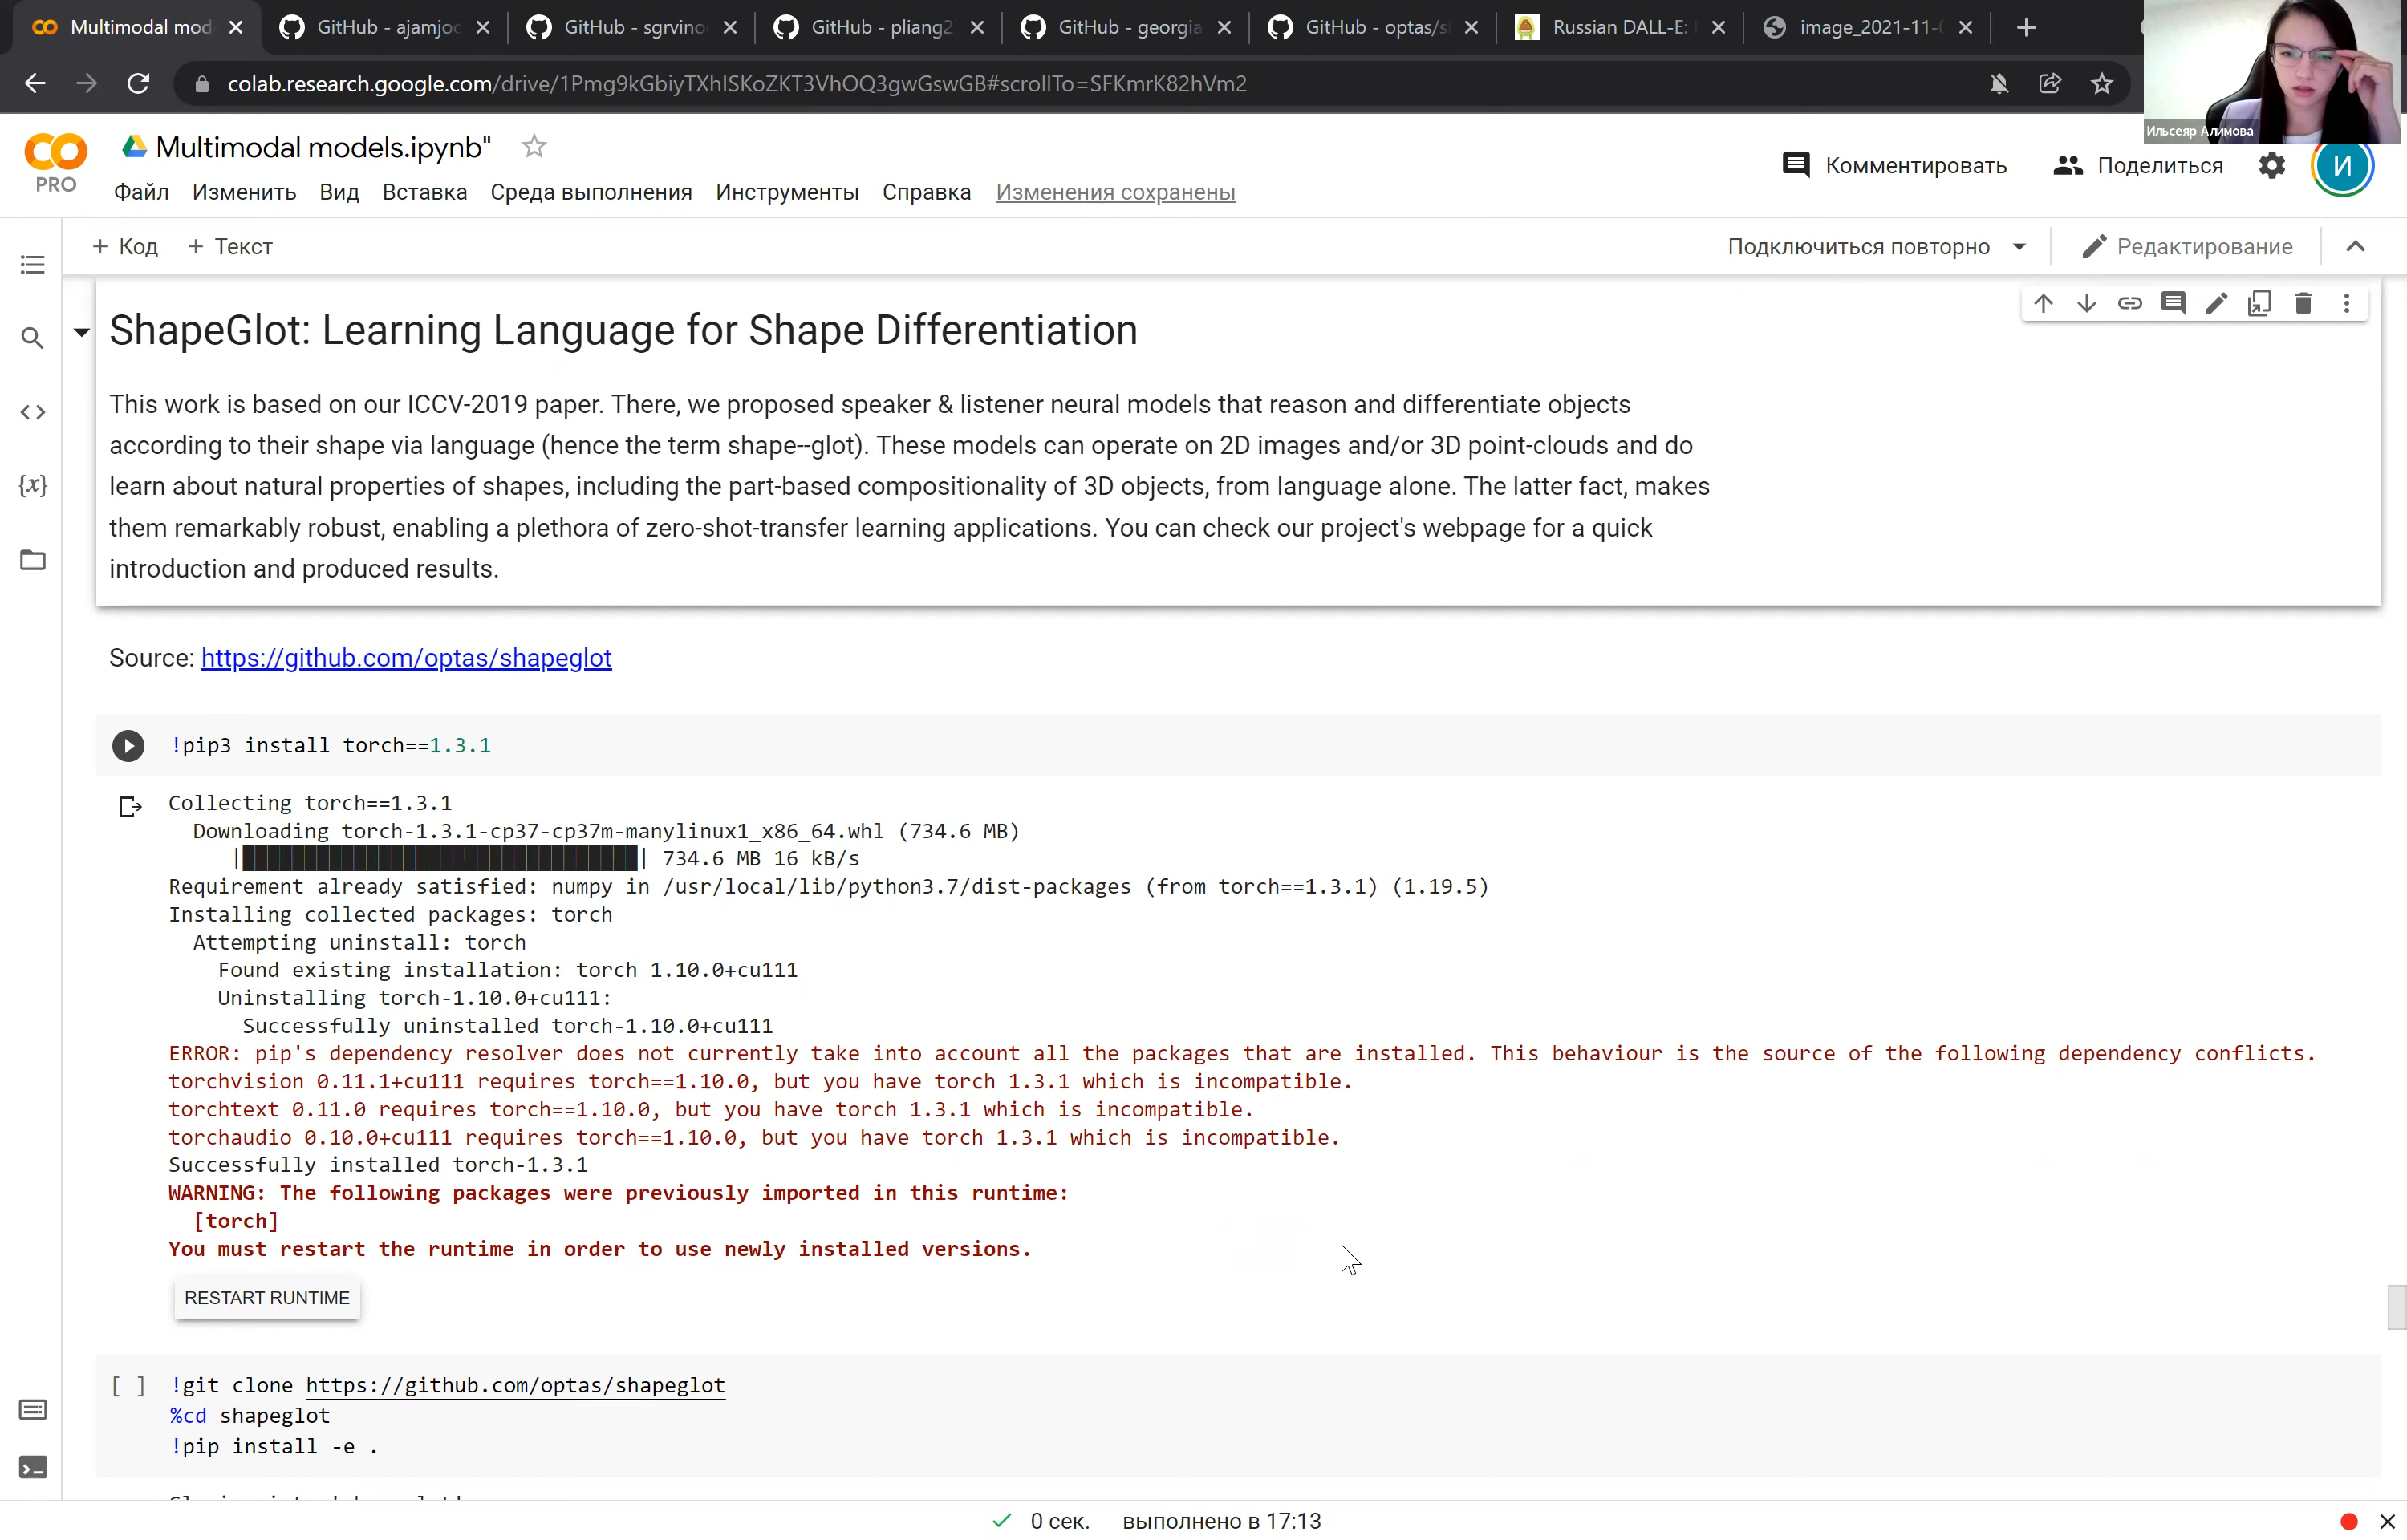 Multimodal mod
GitHub - ajamjoc
GitHub - sgrvino
GitHub - pliang2
GitHub - georgia
GitHub - optas/s
Russian DALL-E:
image_2021-11-
colab.research.google.com/drive/1Pmg9kGbiyTXhISKoZKT3VhOQ3gwGswGB#scrollTo=SFKmrK82hVm2
Ильсеяр Алимова
PRO
Multimodal models.ipynb"
Файл Изменить Вид Вставка Среда выполнения Инструменты Справка Изменения сохранены
Комментировать Поделиться И
+ Код + Текст
Подключиться повторно Редактирование
ShapeGlot: Learning Language for Shape Differentiation
This work is based on our ICCV-2019 paper. There, we proposed speaker & listener neural models that reason and differentiate objects
according to their shape via language (hence the term shape--glot). These models can operate on 2D images and/or 3D point-clouds and do
learn about natural properties of shapes, including the part-based compositionality of 3D objects, from language alone. The latter fact, makes
them remarkably robust, enabling a plethora of zero-shot-transfer learning applications. You can check our project's webpage for a quick
introduction and produced results.
Source: https://github.com/optas/shapeglot
!pip3 install torch==1.3.1
Collecting torch==1.3.1
Downloading torch-1.3.1-cp37-cp37m-manylinux1_x86_64.whl (734.6 MB)
| 734.6 MB 16 kB/s
Requirement already satisfied: numpy in /usr/local/lib/python3.7/dist-packages (from torch==1.3.1) (1.19.5)
Installing collected packages: torch
Attempting uninstall: torch
Found existing installation: torch 1.10.0+cu111
Uninstalling torch-1.10.0+cu111:
Successfully uninstalled torch-1.10.0+cu111
ERROR: pip's dependency resolver does not currently take into account all the packages that are installed. This behaviour is the source of the following dependency conflicts.
torchvision 0.11.1+cu111 requires torch==1.10.0, but you have torch 1.3.1 which is incompatible.
torchtext 0.11.0 requires torch==1.10.0, but you have torch 1.3.1 which is incompatible.
torchaudio 0.10.0+cu111 requires torch==1.10.0, but you have torch 1.3.1 which is incompatible.
Successfully installed torch-1.3.1
WARNING: The following packages were previously imported in this runtime:
[torch]
You must restart the runtime in order to use newly installed versions.
RESTART RUNTIME
[ ] !git clone https://github.com/optas/shapeglot
%cd shapeglot
!pip install -e .
0 сек. выполнено в 17:13